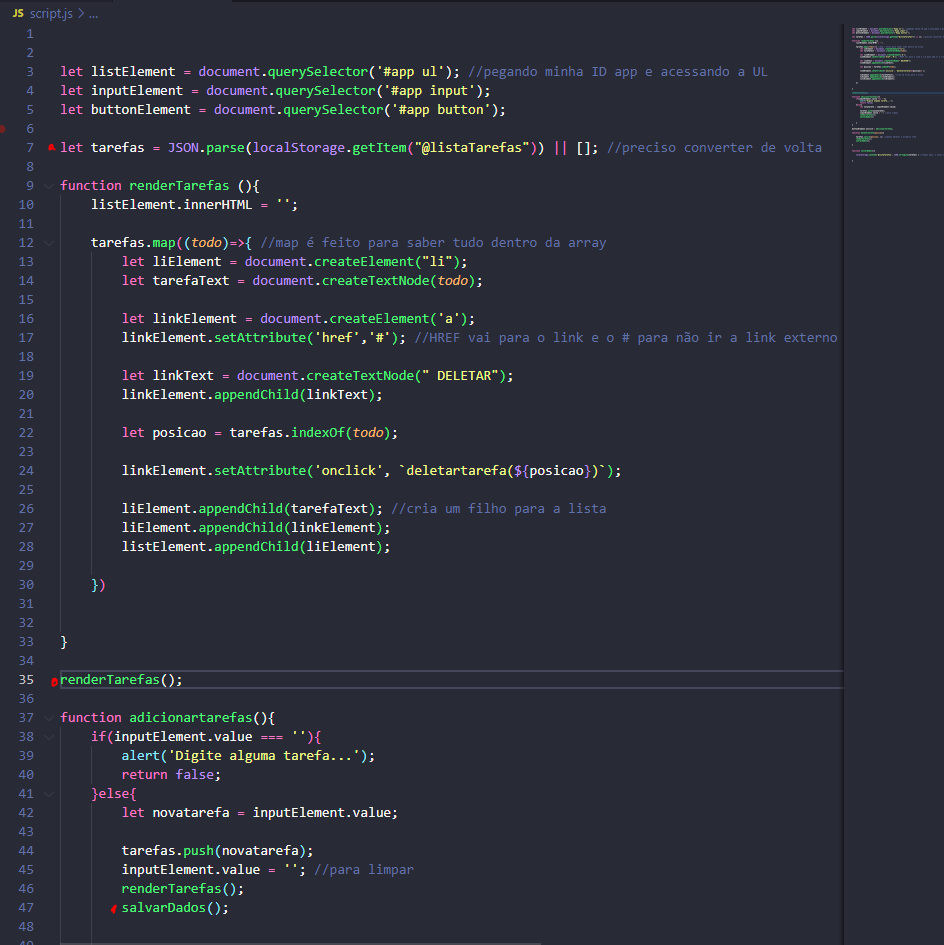 JS script.js > ...
1
2
3 let listElement = document.querySelector('#app ul'); //pegando minha ID app e acessando a UL
4 let inputElement = document.querySelector('#app input');
5 let buttonElement = document.querySelector('#app button');
6
7 let tarefas = JSON.parse(localStorage.getItem("@listaTarefas")) || []; //preciso converter de volta
8
9 function renderTarefas (){
10 listElement.innerHTML = '';
11
12 tarefas.map((todo)=>{ //map é feito para saber tudo dentro da array
13 let liElement = document.createElement("li");
14 let tarefaText = document.createTextNode(todo);
15
16 let linkElement = document.createElement('a');
17 linkElement.setAttribute('href','#'); //HREF vai para o link e o # para não ir a link externo
18
19 let linkText = document.createTextNode(" DELETAR");
20 linkElement.appendChild(linkText);
21
22 let posicao = tarefas.indexOf(todo);
23
24 linkElement.setAttribute('onclick', `deletartarefa(${posicao})`);
25
26 liElement.appendChild(tarefaText); //cria um filho para a lista
27 liElement.appendChild(linkElement);
28 listElement.appendChild(liElement);
29
30 })
31
32
33 }
34
35 renderTarefas();
36
37 function adicionartarefas(){
38 if(inputElement.value === ''){
39 alert('Digite alguma tarefa...');
40 return false;
41 }else{
42 let novatarefa = inputElement.value;
43
44 tarefas.push(novatarefa);
45 inputElement.value = ''; //para limpar
46 renderTarefas();
47 salvarDados();
48